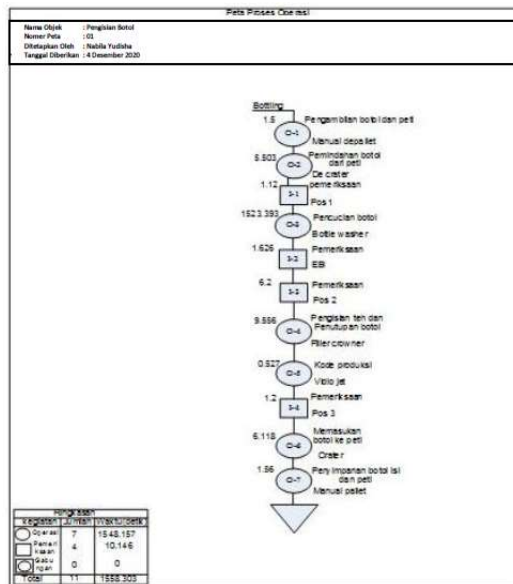 Peta Proses Operasi
Nama Objek : Pengisian Botol
Nomer Peta : 01
Ditetapkan Oleh : Nabila Yudisha
Tanggal Diberikan : 4 Desember 2020
Bottling
1.5 Pengambilan botol dan peti
O-1
Manual depallet
5.503 Pemindahan botol
dari peti
O-2
De crater
1.12 pemeriksaan
I-1
Pos 1
1523.393 Pencucian botol
O-3
Bottle washer
1.626 Pemeriksaan
I-2
EBI
6.2 Pemeriksaan
I-3
Pos 2
9.556 Pengisian teh dan
Penutupan botol
O-4
Filler crowner
0.527 Kode produksi
O-5
Vidio jet
1.2 Pemeriksaan
I-4
Pos 3
6.118 Memasukan
botol ke peti
O-6
Crater
1.56 Penyimpanan botol isi
dan peti
O-7
Manual pallet
Ringkasan
Kegiatan Jumlah Waktu (detik)
Operasi 7 1548.157
Pemeriksaan 4 10.146
Gabungan 0 0
Total 11 1558.303